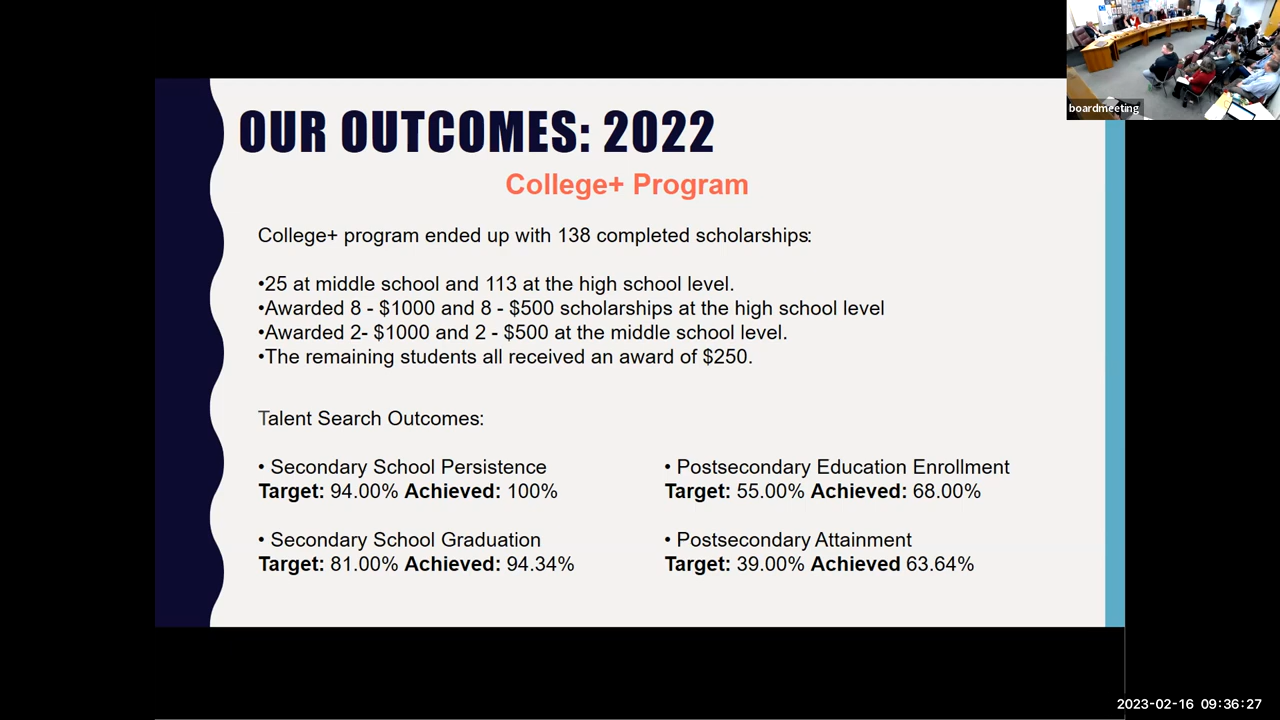 boardmeeting
OUR OUTCOMES: 2022
College+ Program
College+ program ended up with 138 completed scholarships:
•25 at middle school and 113 at the high school level.
•Awarded 8 - $1000 and 8 - $500 scholarships at the high school level
•Awarded 2- $1000 and 2 - $500 at the middle school level.
•The remaining students all received an award of $250.
Talent Search Outcomes:
• Secondary School Persistence
Target: 94.00% Achieved: 100%
• Secondary School Graduation
Target: 81.00% Achieved: 94.34%
• Postsecondary Education Enrollment
Target: 55.00% Achieved: 68.00%
• Postsecondary Attainment
Target: 39.00% Achieved 63.64%
2023-02-16 09:36:27